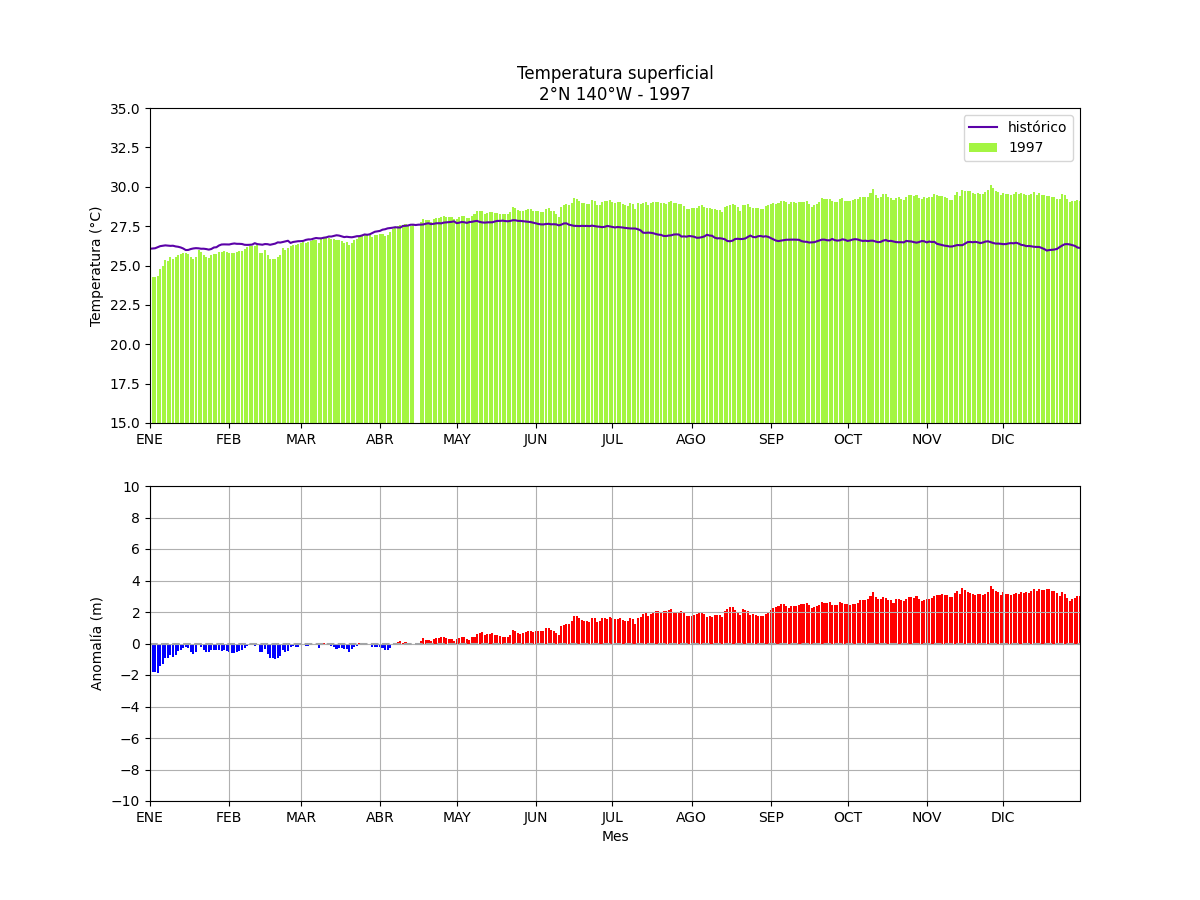 Temperatura superficial
2°N 140°W - 1997
Temperatura (°C)
35.0
32.5
30.0
27.5
25.0
22.5
20.0
17.5
15.0
histórico
1997
ENE FEB MAR ABR MAY JUN JUL AGO SEP OCT NOV DIC
Anomalía (m)
10
8
6
4
2
0
−2
−4
−6
−8
−10
ENE FEB MAR ABR MAY JUN JUL AGO SEP OCT NOV DIC
Mes